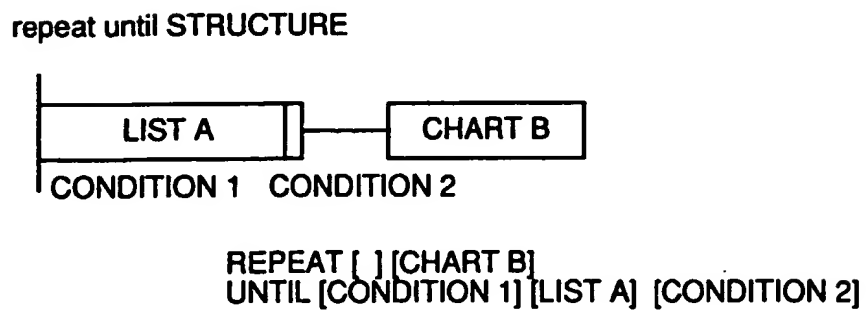 repeat until STRUCTURE
LIST A
CHART B
CONDITION 1 CONDITION 2
REPEAT [ ] [CHART B]
UNTIL [CONDITION 1] [LIST A] [CONDITION 2]